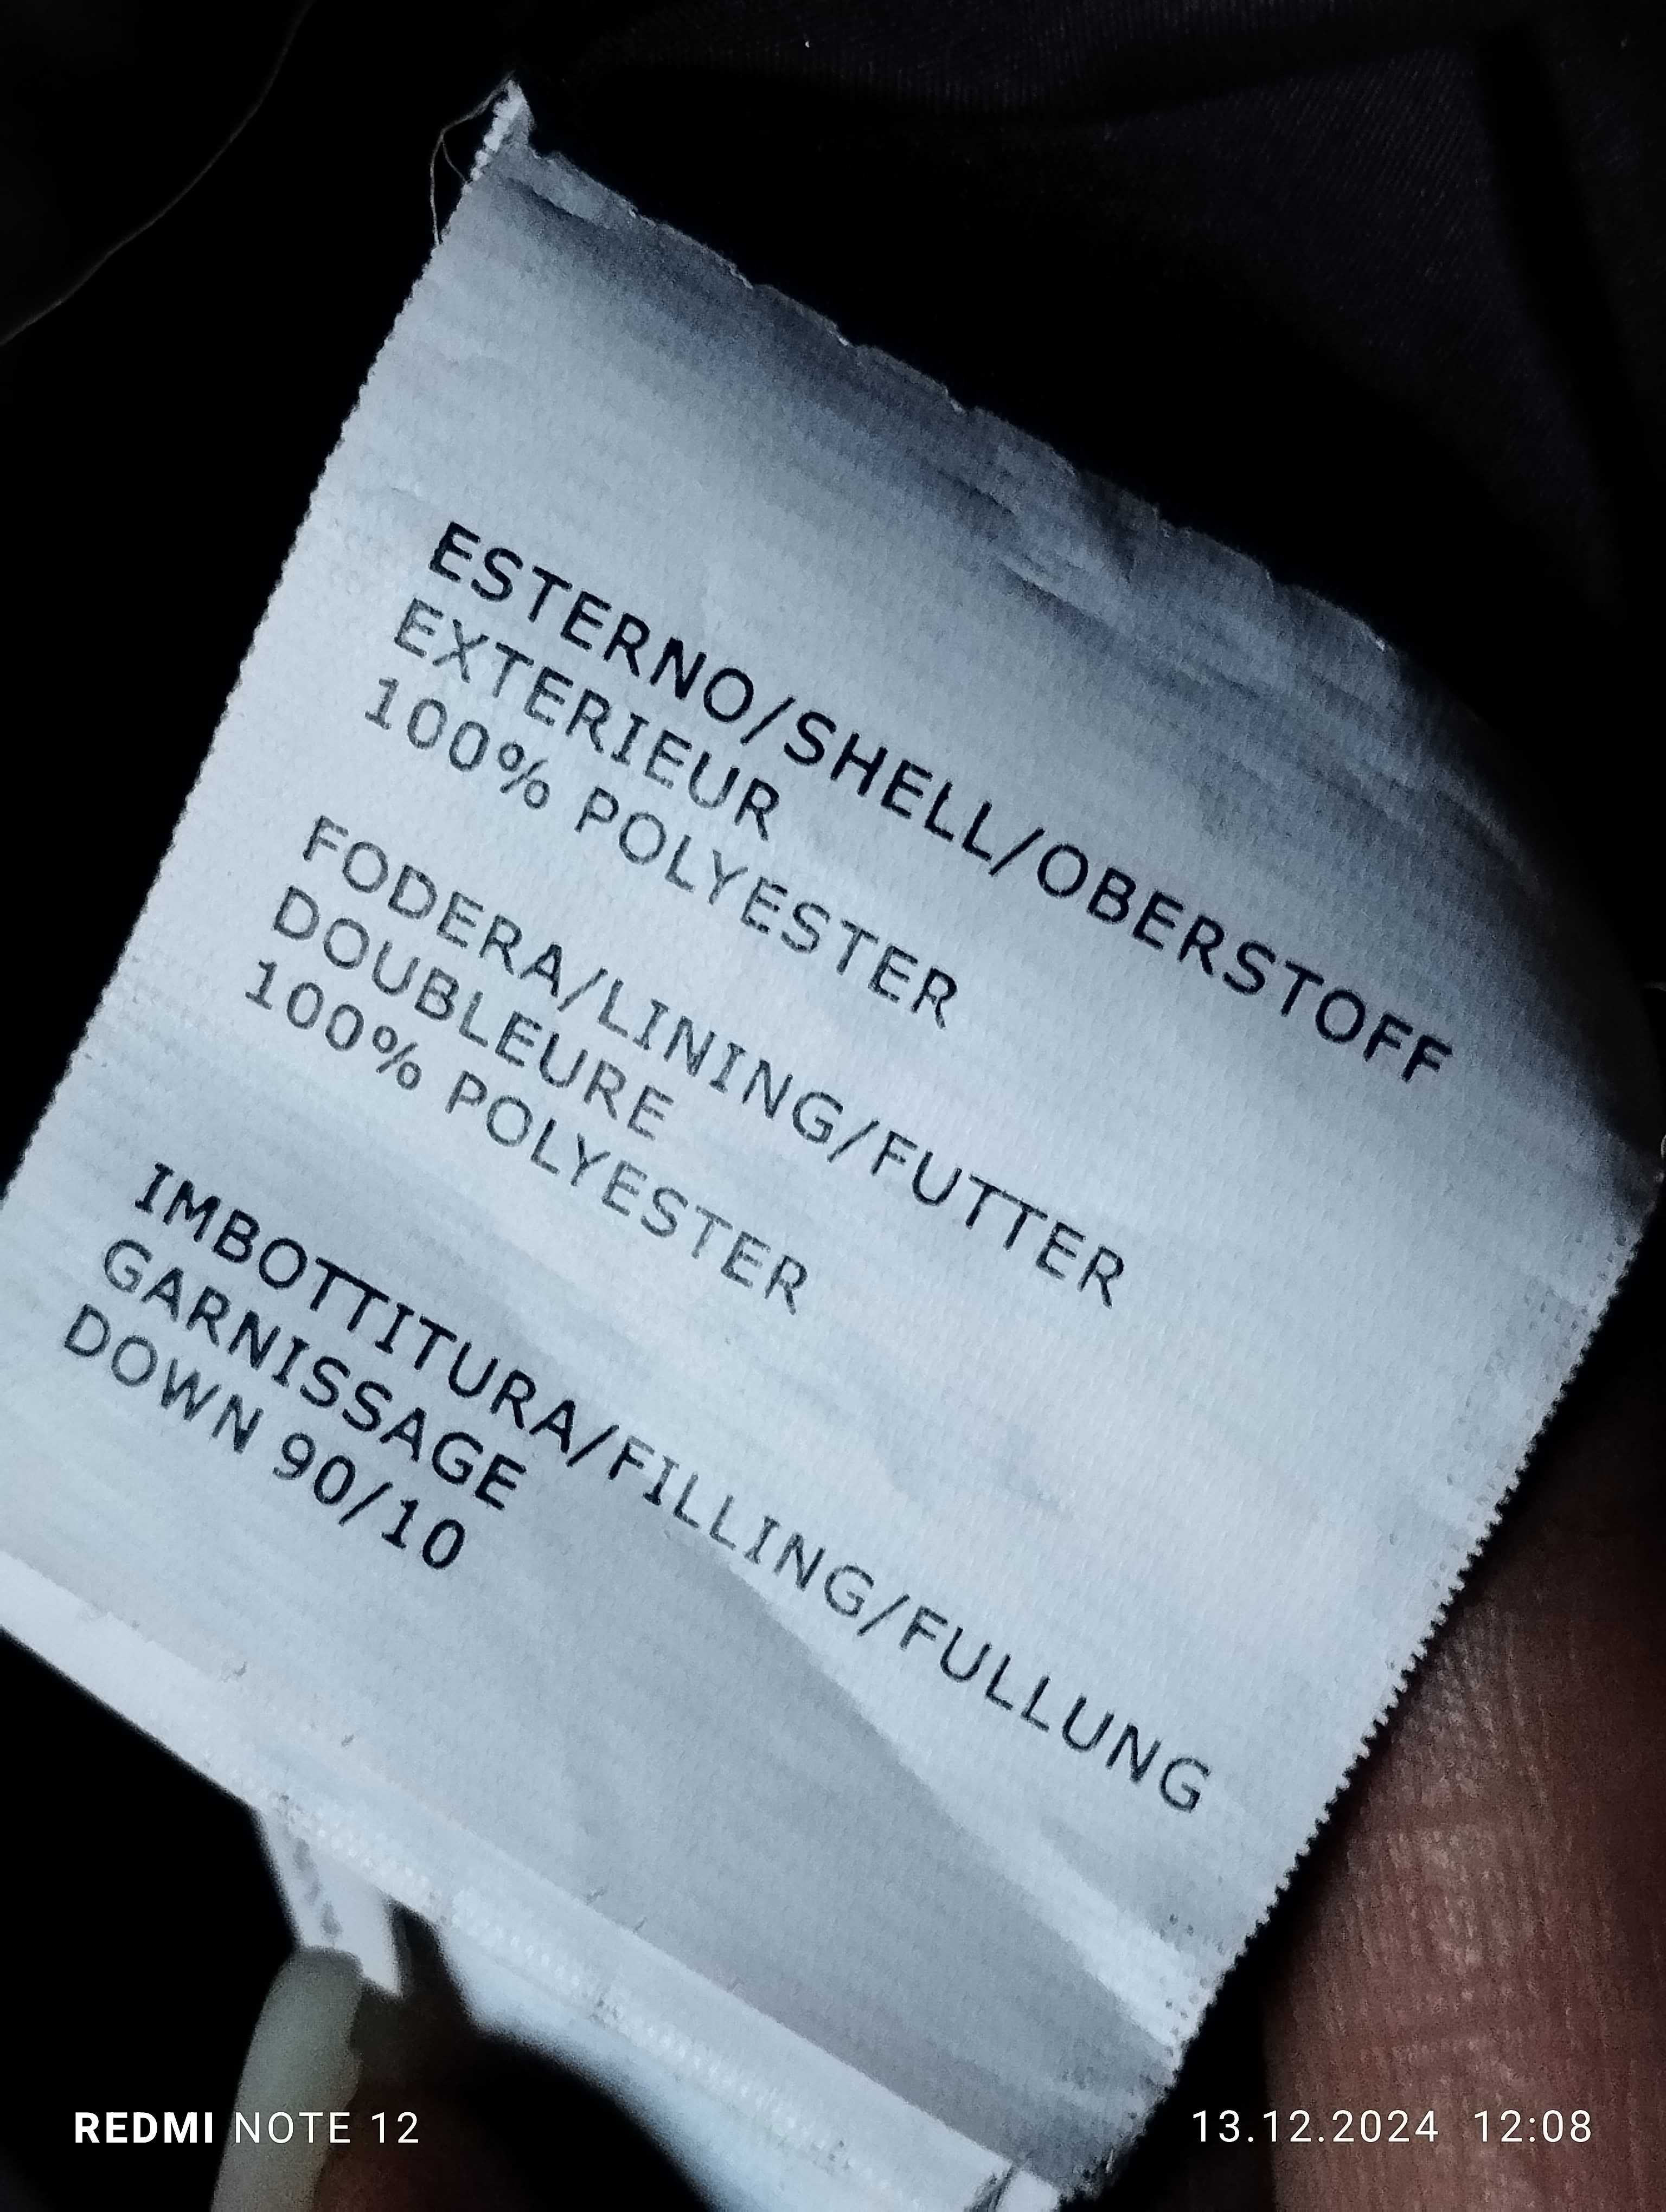 ESTERNO/SHELL/OBERSTOFF
EXTERIEUR
100% POLYESTER
FODERA/LINING/FUTTER
DOUBLEURE
100% POLYESTER
IMBOTTITURA/FILLING/FULLUNG
GARNISSAGE
DOWN 90/10
REDMI NOTE 12
13.12.2024 12:08